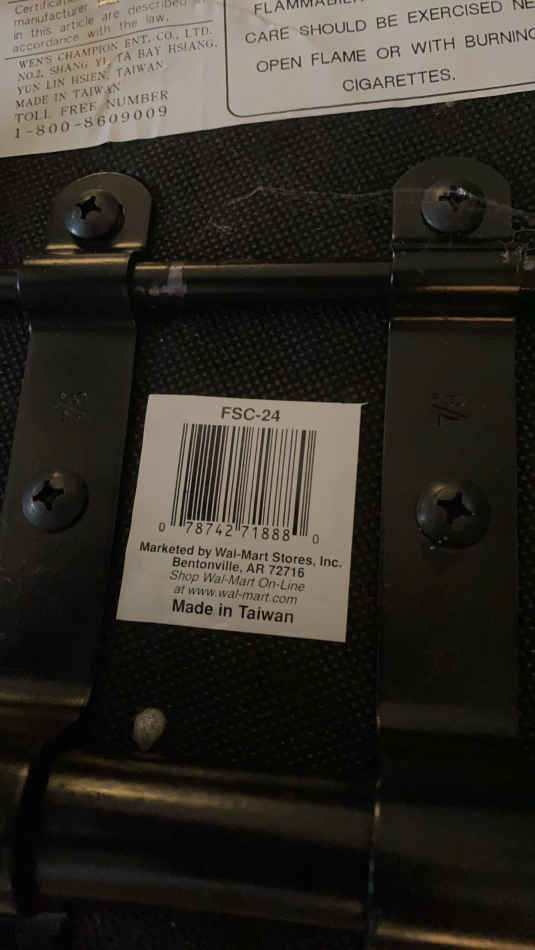 manufacturer
in this article are described
accordance with the law.
WEN'S CHAMPION ENT. CO., LTD.
NO.2, SHANG YI, TA BAY HSIANG,
YUN LIN HSIEN, TAIWAN
MADE IN TAIWAN
TOLL FREE NUMBER
1-800-8609009
CARE SHOULD BE EXERCISED NE
OPEN FLAME OR WITH BURNING
CIGARETTES.
FSC-24
0 78742 71888 0
Marketed by Wal-Mart Stores, Inc.
Bentonville, AR 72716
Shop Wal-Mart On-Line
at www.wal-mart.com
Made in Taiwan